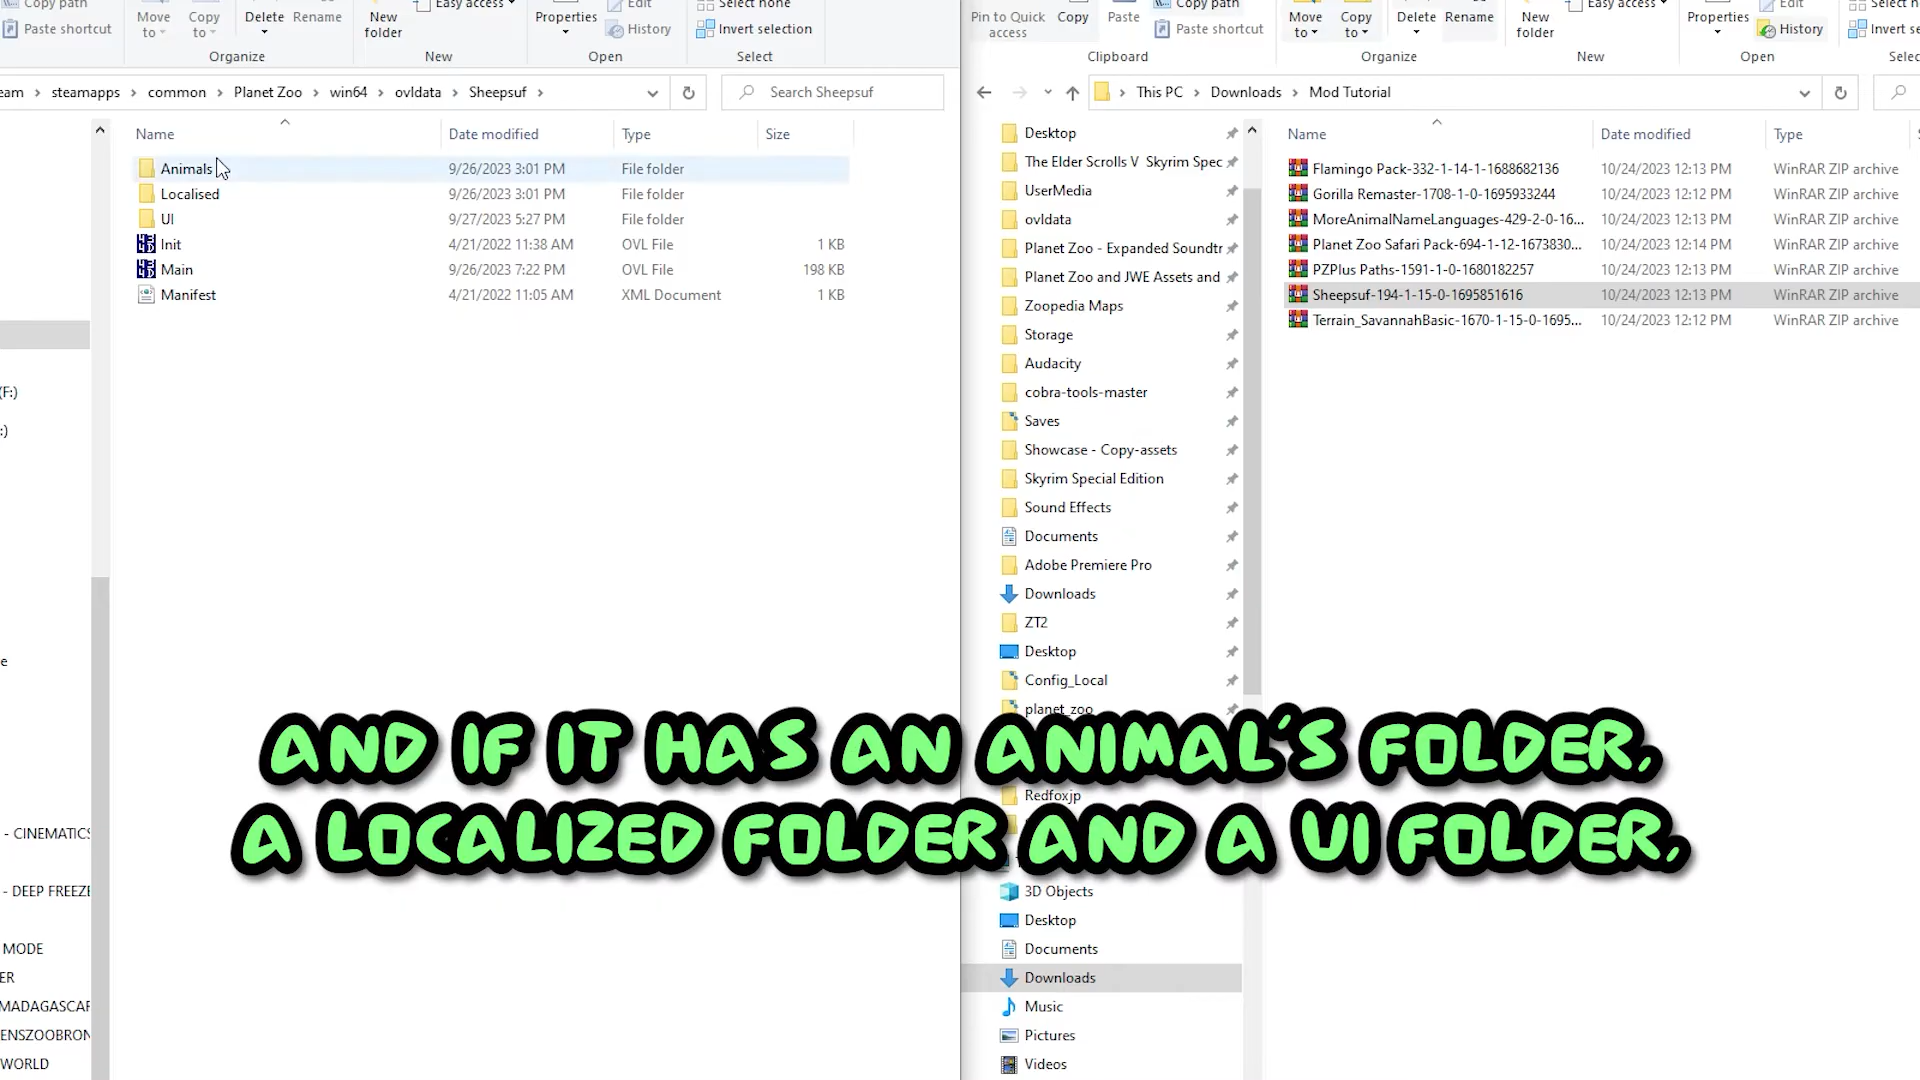 Copy path
Paste shortcut
Move to
Copy to
Delete
Rename
Organize
New folder
Easy access
New
Properties
Edit
History
Open
Select none
Invert selection
Select
eam > steamapps > common > Planet Zoo > win64 > ovldata > Sheepsuf >
Search Sheepsuf
Name Date modified Type Size
Animals 9/26/2023 3:01 PM File folder
Localised 9/26/2023 3:01 PM File folder
UI 9/27/2023 5:27 PM File folder
Init 4/21/2022 11:38 AM OVL File 1 KB
Main 9/26/2023 7:22 PM OVL File 198 KB
Manifest 4/21/2022 11:05 AM XML Document 1 KB
(F:)
:)
e
- CINEMATICS
- DEEP FREEZE
MODE
ER
MADAGASCAR
ENSZOOBRON
WORLD
Pin to Quick access
Copy
Paste
Copy path
Paste shortcut
Clipboard
Move to
Copy to
Delete
Rename
Organize
New folder
Easy access
New
Properties
Edit
History
Open
Select n
Invert se
Selec
This PC > Downloads > Mod Tutorial
Desktop
The Elder Scrolls V Skyrim Spec
UserMedia
ovldata
Planet Zoo - Expanded Soundtr
Planet Zoo and JWE Assets and
Zoopedia Maps
Storage
Audacity
cobra-tools-master
Saves
Showcase - Copy-assets
Skyrim Special Edition
Sound Effects
Documents
Adobe Premiere Pro
Downloads
ZT2
Desktop
Config_Local
planet_zoo
Redfoxjp
3D Objects
Desktop
Documents
Downloads
Music
Pictures
Videos
Name Date modified Type S
Flamingo Pack-332-1-14-1-1688682136 10/24/2023 12:13 PM WinRAR ZIP archive
Gorilla Remaster-1708-1-0-1695933244 10/24/2023 12:12 PM WinRAR ZIP archive
MoreAnimalNameLanguages-429-2-0-16... 10/24/2023 12:13 PM WinRAR ZIP archive
Planet Zoo Safari Pack-694-1-12-1673830... 10/24/2023 12:14 PM WinRAR ZIP archive
PZPlus Paths-1591-1-0-1680182257 10/24/2023 12:13 PM WinRAR ZIP archive
Sheepsuf-194-1-15-0-1695851616 10/24/2023 12:13 PM WinRAR ZIP archive
Terrain_SavannahBasic-1670-1-15-0-1695... 10/24/2023 12:12 PM WinRAR ZIP archive
AND IF IT HAS AN ANIMAL'S FOLDER,
A LOCALIZED FOLDER AND A UI FOLDER,